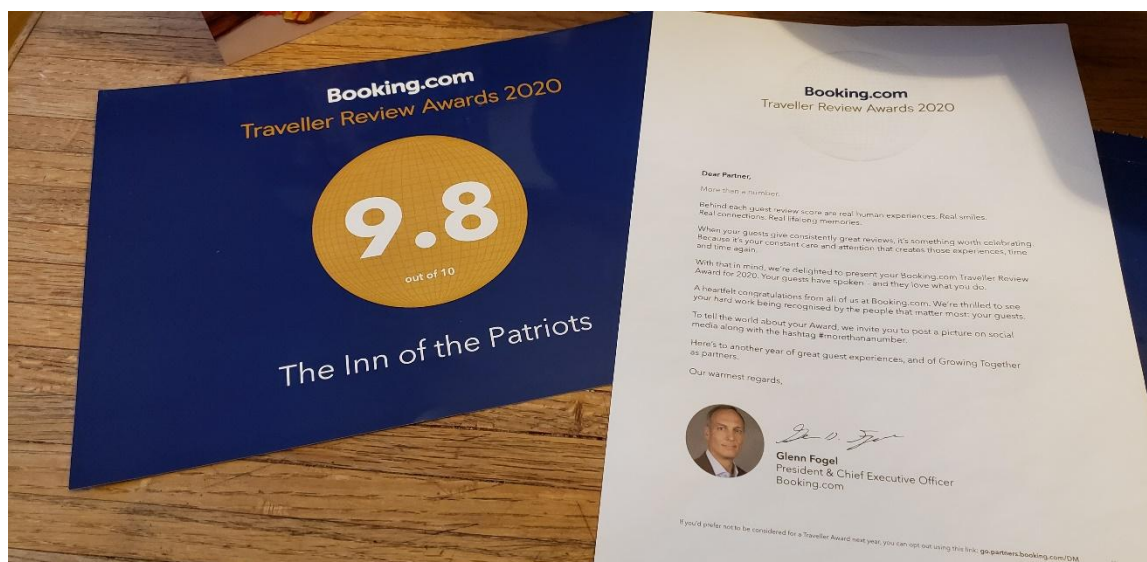 Booking.com
Traveller Review Awards 2020
9.8
out of 10
The Inn of the Patriots
Booking.com
Traveller Review Awards 2020
Dear Partner,
More than a number.
Behind each guest review score are real human experiences. Real smiles.
Real connections. Real lifelong memories.
When your guests give consistently great reviews, it's something worth celebrating.
Because it's your constant care and attention that creates those experiences, time
and time again.
With that in mind, we're delighted to present your Booking.com Traveller Review
Award for 2020. Your guests have spoken - and they love what you do.
A heartfelt congratulations from all of us at Booking.com. We're thrilled to see
your hard work being recognised by the people that matter most: your guests.
To tell the world about your Award, we invite you to post a picture on social
media along with the hashtag #morethananumber.
Here's to another year of great guest experiences, and of Growing Together
as partners.
Our warmest regards,
Glenn Fogel
President & Chief Executive Officer
Booking.com
If you'd prefer not to be considered for a Traveller Award next year, you can opt out using this link: go.partners.booking.com/DM